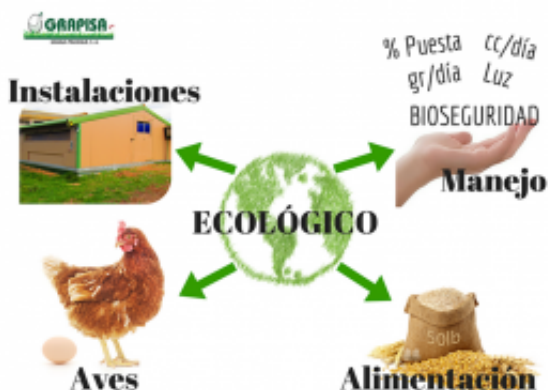 GRAPISA
% Puesta cc/día
gr/día Luz
BIOSEGURIDAD
Instalaciones
Manejo
ECOLÓGICO
50lb
Aves
Alimentación